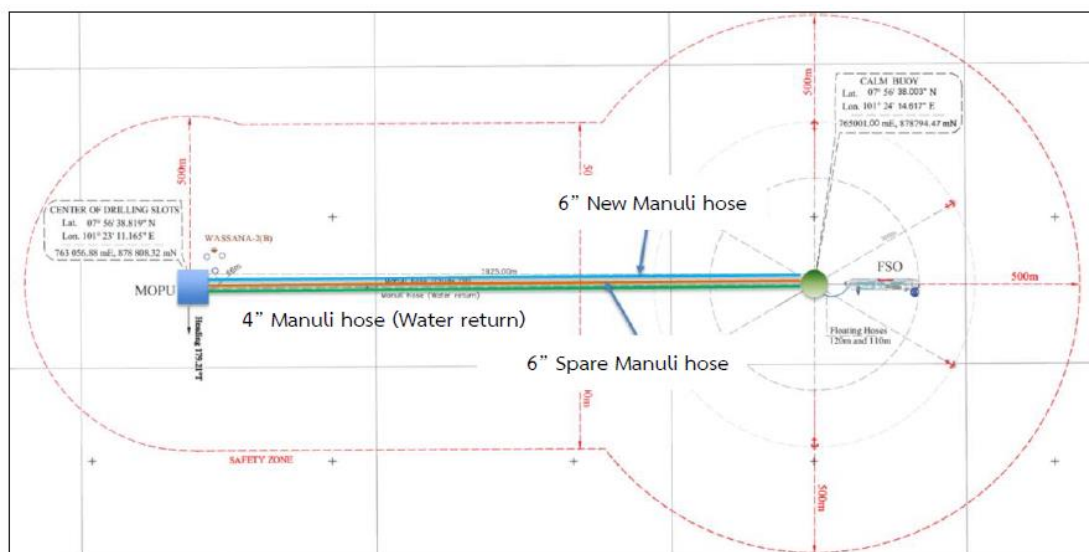 500m
CALM BUOY
Lat. 07° 56' 38.003" N
Lon. 101° 24' 14.617" E
765001.00 mE, 878794.47 mN
500m
50
6” New Manuli hose
CENTER OF DRILLING SLOTS
Lat. 07° 56' 38.819" N
Lon. 101° 23' 11.165" E
763 056.88 mE, 878 808.32 mN
WASSANA-2(B)
1925.00m
FSO
500m
MOPU
Manuli hose (Water return)
4” Manuli hose (Water return)
Floating Hoses
120m and 110m
6” Spare Manuli hose
0m
SAFETY ZONE
500m